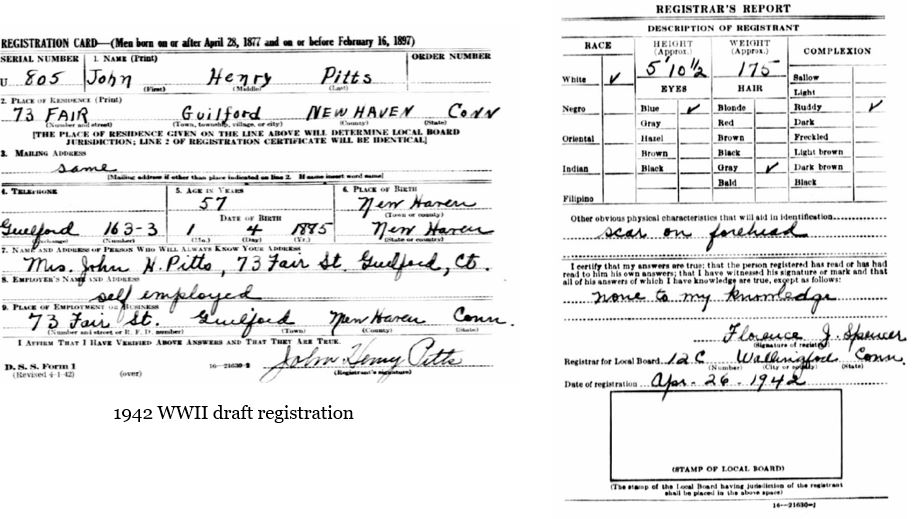 REGISTRATION CARD—(Men born on or after April 28, 1877 and on or before February 16, 1897)
SERIAL NUMBER 1. NAME (Print) ORDER NUMBER
U 805 John Henry Pitts
(First) (Middle) (Last)
2. PLACE OF RESIDENCE (Print)
73 FAIR Guilford NEW HAVEN CONN
(Number and street) (Town, township, village, or city) (County) (State)
[THE PLACE OF RESIDENCE GIVEN ON THE LINE ABOVE WILL DETERMINE LOCAL BOARD
JURISDICTION; LINE 2 OF REGISTRATION CERTIFICATE WILL BE IDENTICAL]
3. MAILING ADDRESS
same
[Mailing address if other than place indicated on line 2. If same insert word same]
4. TELEPHONE 5. AGE IN YEARS 6. PLACE OF BIRTH
57 New Haven
DATE OF BIRTH (Town or county)
Guilford 163-3 1 4 1885 New Haven
(Exchange) (Number) (Mo.) (Day) (Yr.) (State or country)
7. NAME AND ADDRESS OF PERSON WHO WILL ALWAYS KNOW YOUR ADDRESS
Mrs. John H. Pitts, 73 Fair St. Guilford, Ct.
8. EMPLOYER'S NAME AND ADDRESS
self employed
9. PLACE OF EMPLOYMENT OR BUSINESS
73 Fair St. Guilford New Haven Conn.
(Number and street or R. F. D. number) (Town) (County) (State)
I AFFIRM THAT I HAVE VERIFIED ABOVE ANSWERS AND THAT THEY ARE TRUE.
John Henry Pitts
D. S. S. Form 1 16—21630-2 (Registrant's signature)
(Revised 4-1-42) (over)
1942 WWII draft registration
REGISTRAR'S REPORT
DESCRIPTION OF REGISTRANT
RACE HEIGHT (Approx.) WEIGHT (Approx.) COMPLEXION
White ✓ 5' 10 1/2 175 Sallow
EYES HAIR Light
Negro Blue ✓ Blonde Ruddy ✓
Gray Red Dark
Oriental Hazel Brown Freckled
Brown Black Light brown
Indian Black Gray ✓ Dark brown
Bald Black
Filipino
Other obvious physical characteristics that will aid in identification
scar on forehead
I certify that my answers are true; that the person registered has read or has had
read to him his own answers; that I have witnessed his signature or mark and that
all of his answers of which I have knowledge are true, except as follows:
none to my knowledge
Florence J. Spencer
(Signature of registrar)
Registrar for Local Board 12C Wallingford Conn.
(Number) (City or county) (State)
Date of registration Apr. 26 - 1942
(STAMP OF LOCAL BOARD)
(The stamp of the Local Board having jurisdiction of the registrant
shall be placed in the above space)
16—21630-1